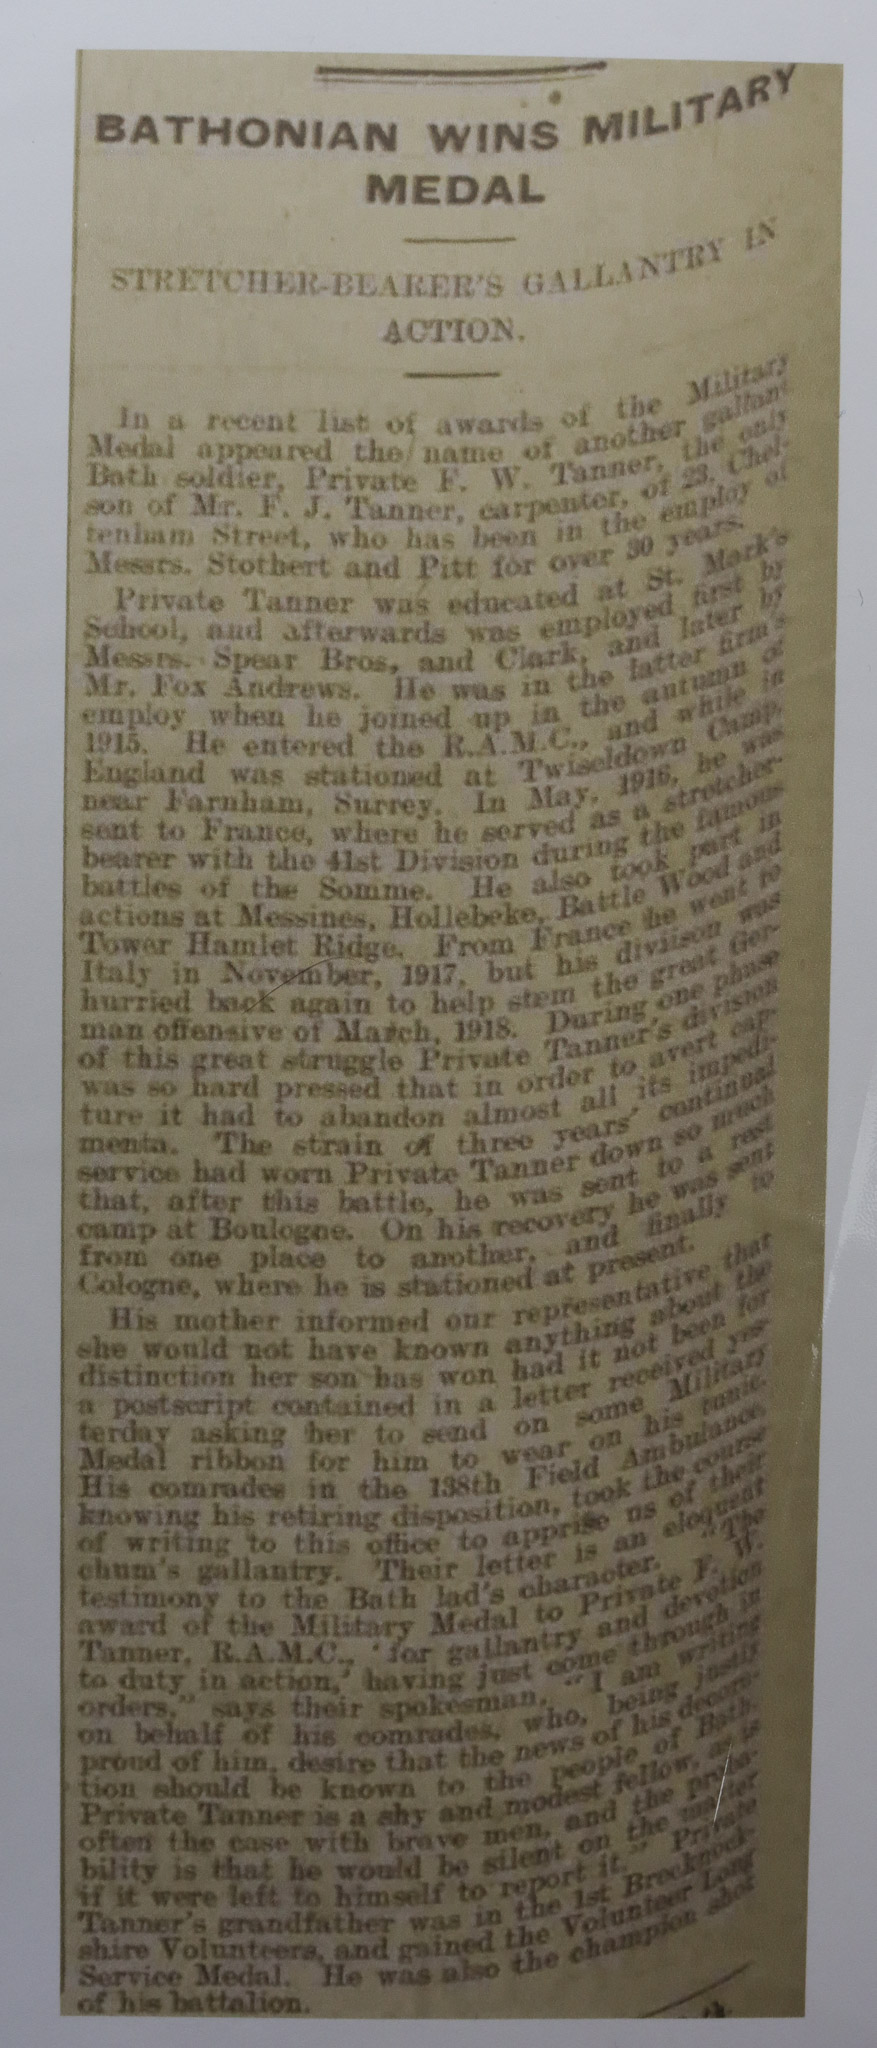 BATHONIAN WINS MILITARY
MEDAL
STRETCHER-BEARER'S GALLANTRY IN
ACTION.
In a recent list of awards of the Military
Medal appeared the name of another gallant
Bath soldier, Private F. W. Tanner, the only
son of Mr. F. J. Tanner, carpenter, of 23, Chel-
tenham Street, who has been in the employ of
Messrs. Stothert and Pitt for over 30 years.
Private Tanner was educated at St. Mark's
School, and afterwards was employed first by
Messrs. Spear Bros, and Clark, and later by
Mr. Fox Andrews. He was in the latter firm's
employ when he joined up in the autumn of
1915. He entered the R.A.M.C., and while in
England was stationed at Twiseldown Camp,
near Farnham, Surrey. In May, 1916, he was
sent to France, where he served as a stretcher-
bearer with the 41st Division during the famous
battles of the Somme. He also took part in
actions at Messines, Hollebeke, Battle Wood and
Tower Hamlet Ridge. From France he went to
Italy in November, 1917, but his diviison was
hurried back again to help stem the great Ger-
man offensive of March, 1918. During one phase
of this great struggle Private Tanner's division
was so hard pressed that in order to avert cap-
ture it had to abandon almost all its impedi-
menta. The strain of three years' continual
service had worn Private Tanner down so much
that, after this battle, he was sent to a rest
camp at Boulogne. On his recovery he was sent
from one place to another, and finally to
Cologne, where he is stationed at present.
His mother informed our representative that
she would not have known anything about the
distinction her son has won had it not been for
a postscript contained in a letter received yes-
terday asking her to send on some Military
Medal ribbon for him to wear on his tunic.
His comrades in the 138th Field Ambulance,
knowing his retiring disposition, took the course
of writing to this office to apprise us of their
chum's gallantry. Their letter is an eloquent
testimony to the Bath lad's character. "The
award of the Military Medal to Private F. W.
Tanner, R.A.M.C., 'for gallantry and devotion
to duty in action,' having just come through in
orders," says their spokesman, "I am writing
on behalf of his comrades, who, being justly
proud of him, desire that the news of his decora-
tion should be known to the people of Bath.
Private Tanner is a shy and modest fellow, as is
often the case with brave men, and the proba-
bility is that he would be silent on the matter
if it were left to himself to report it." Private
Tanner's grandfather was in the 1st Brecknock-
shire Volunteers, and gained the Volunteer Long
Service Medal. He was also the champion shot
of his battalion.